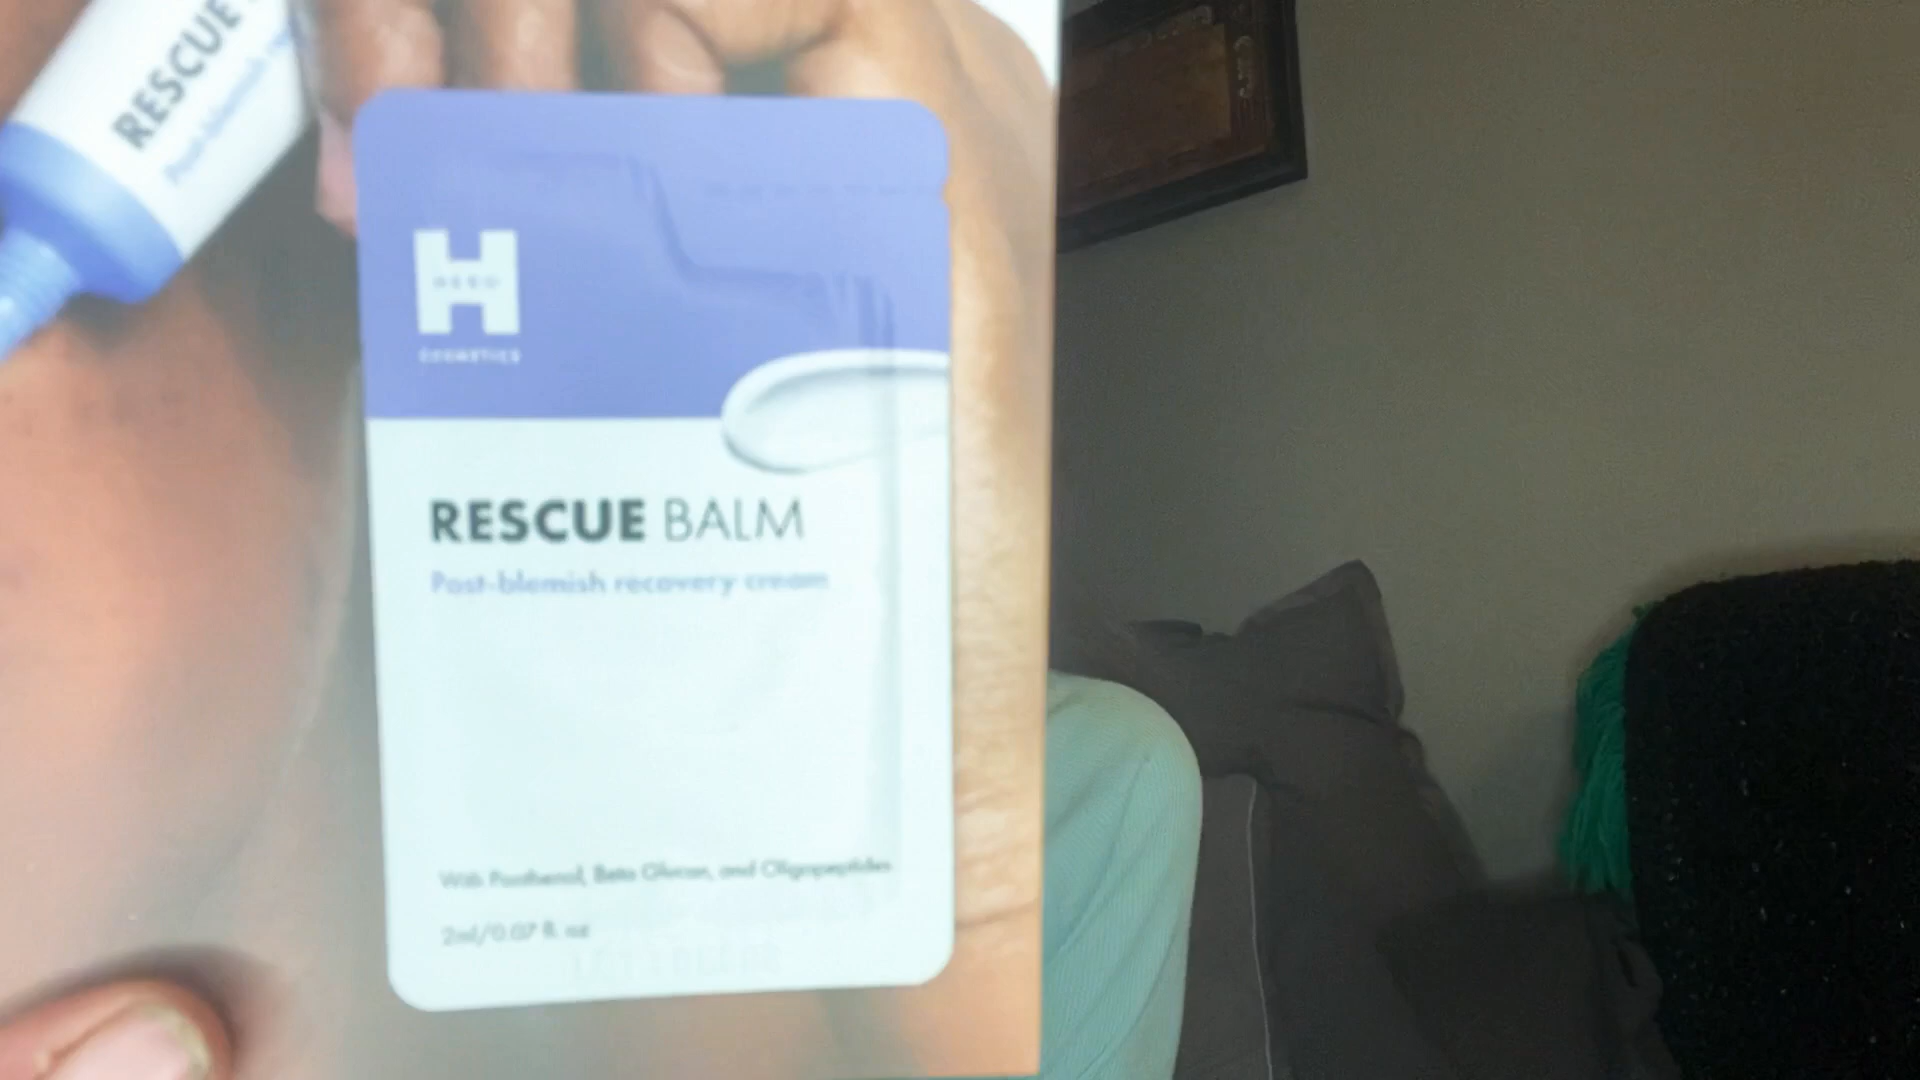 RESCUE
HERO
COSMETICS
RESCUE BALM
Post-blemish recovery cream
With Panthenol, Beta Glucan, and Oligopeptides
2ml/0.07 fl. oz